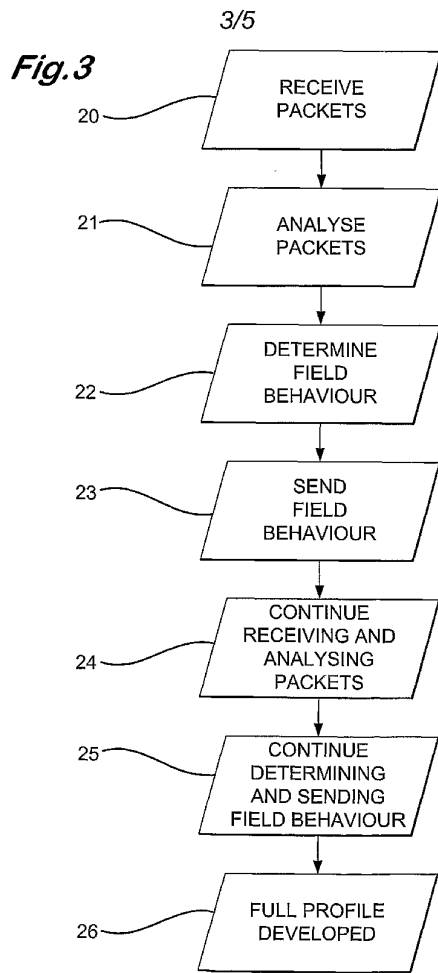 3/5
Fig.3
20
RECEIVE
PACKETS
21
ANALYSE
PACKETS
22
DETERMINE
FIELD
BEHAVIOUR
23
SEND
FIELD
BEHAVIOUR
24
CONTINUE
RECEIVING AND
ANALYSING
PACKETS
25
CONTINUE
DETERMINING
AND SENDING
FIELD BEHAVIOUR
26
FULL PROFILE
DEVELOPED